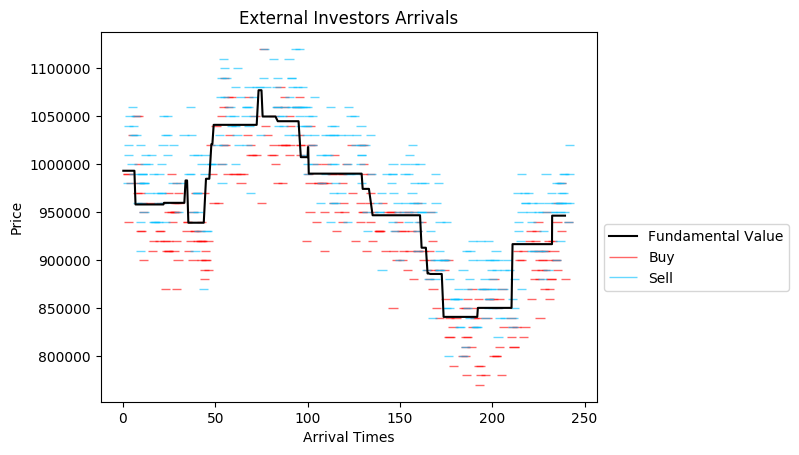 External Investors Arrivals
1100000
1050000
1000000
950000
900000
850000
800000
Price
0 50 100 150 200 250
Arrival Times
Fundamental Value
Buy
Sell